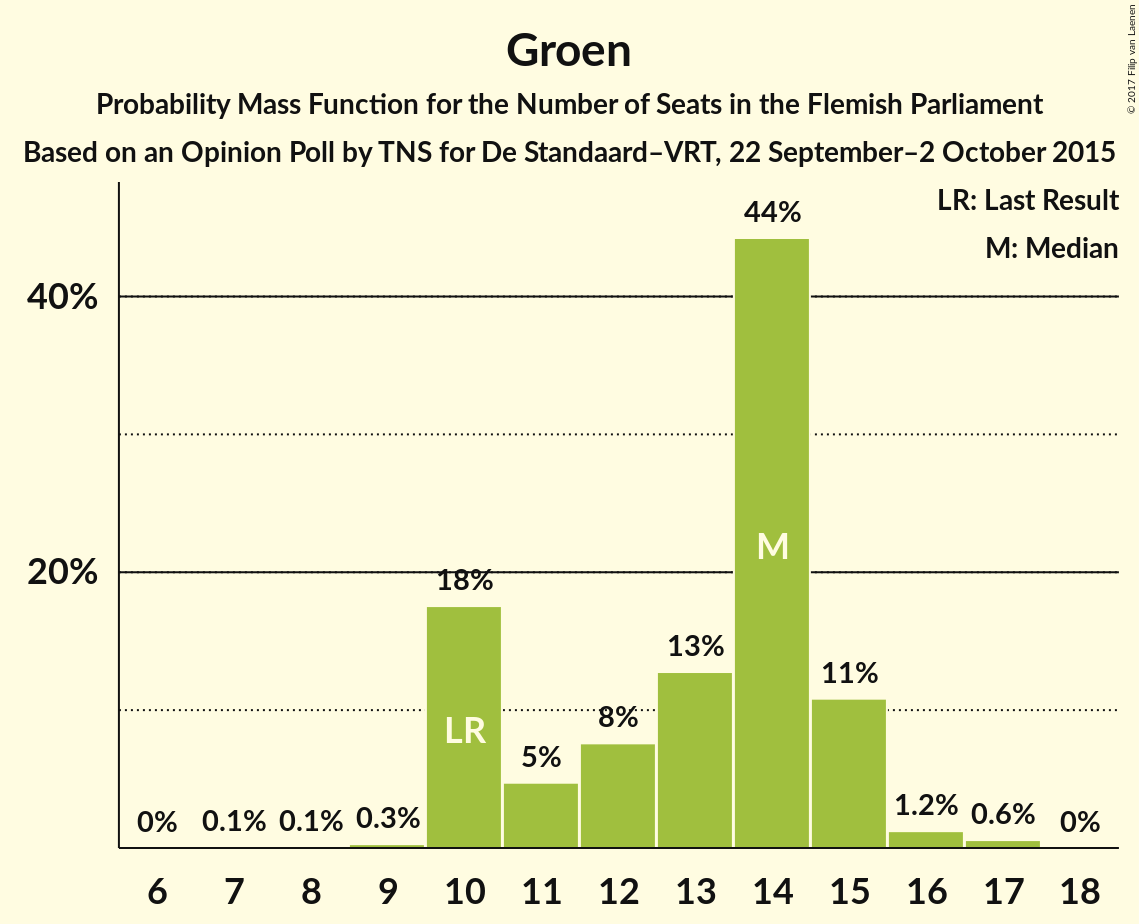 Groen
Probability Mass Function for the Number of Seats in the Flemish Parliament
Based on an Opinion Poll by TNS for De Standaard–VRT, 22 September–2 October 2015
© 2017 Filip van Laenen
LR: Last Result
M: Median
40%
20%
0%
0.1%
0.1%
0.3%
18%
5%
8%
13%
44%
11%
1.2%
0.6%
0%
LR
M
6 7 8 9 10 11 12 13 14 15 16 17 18